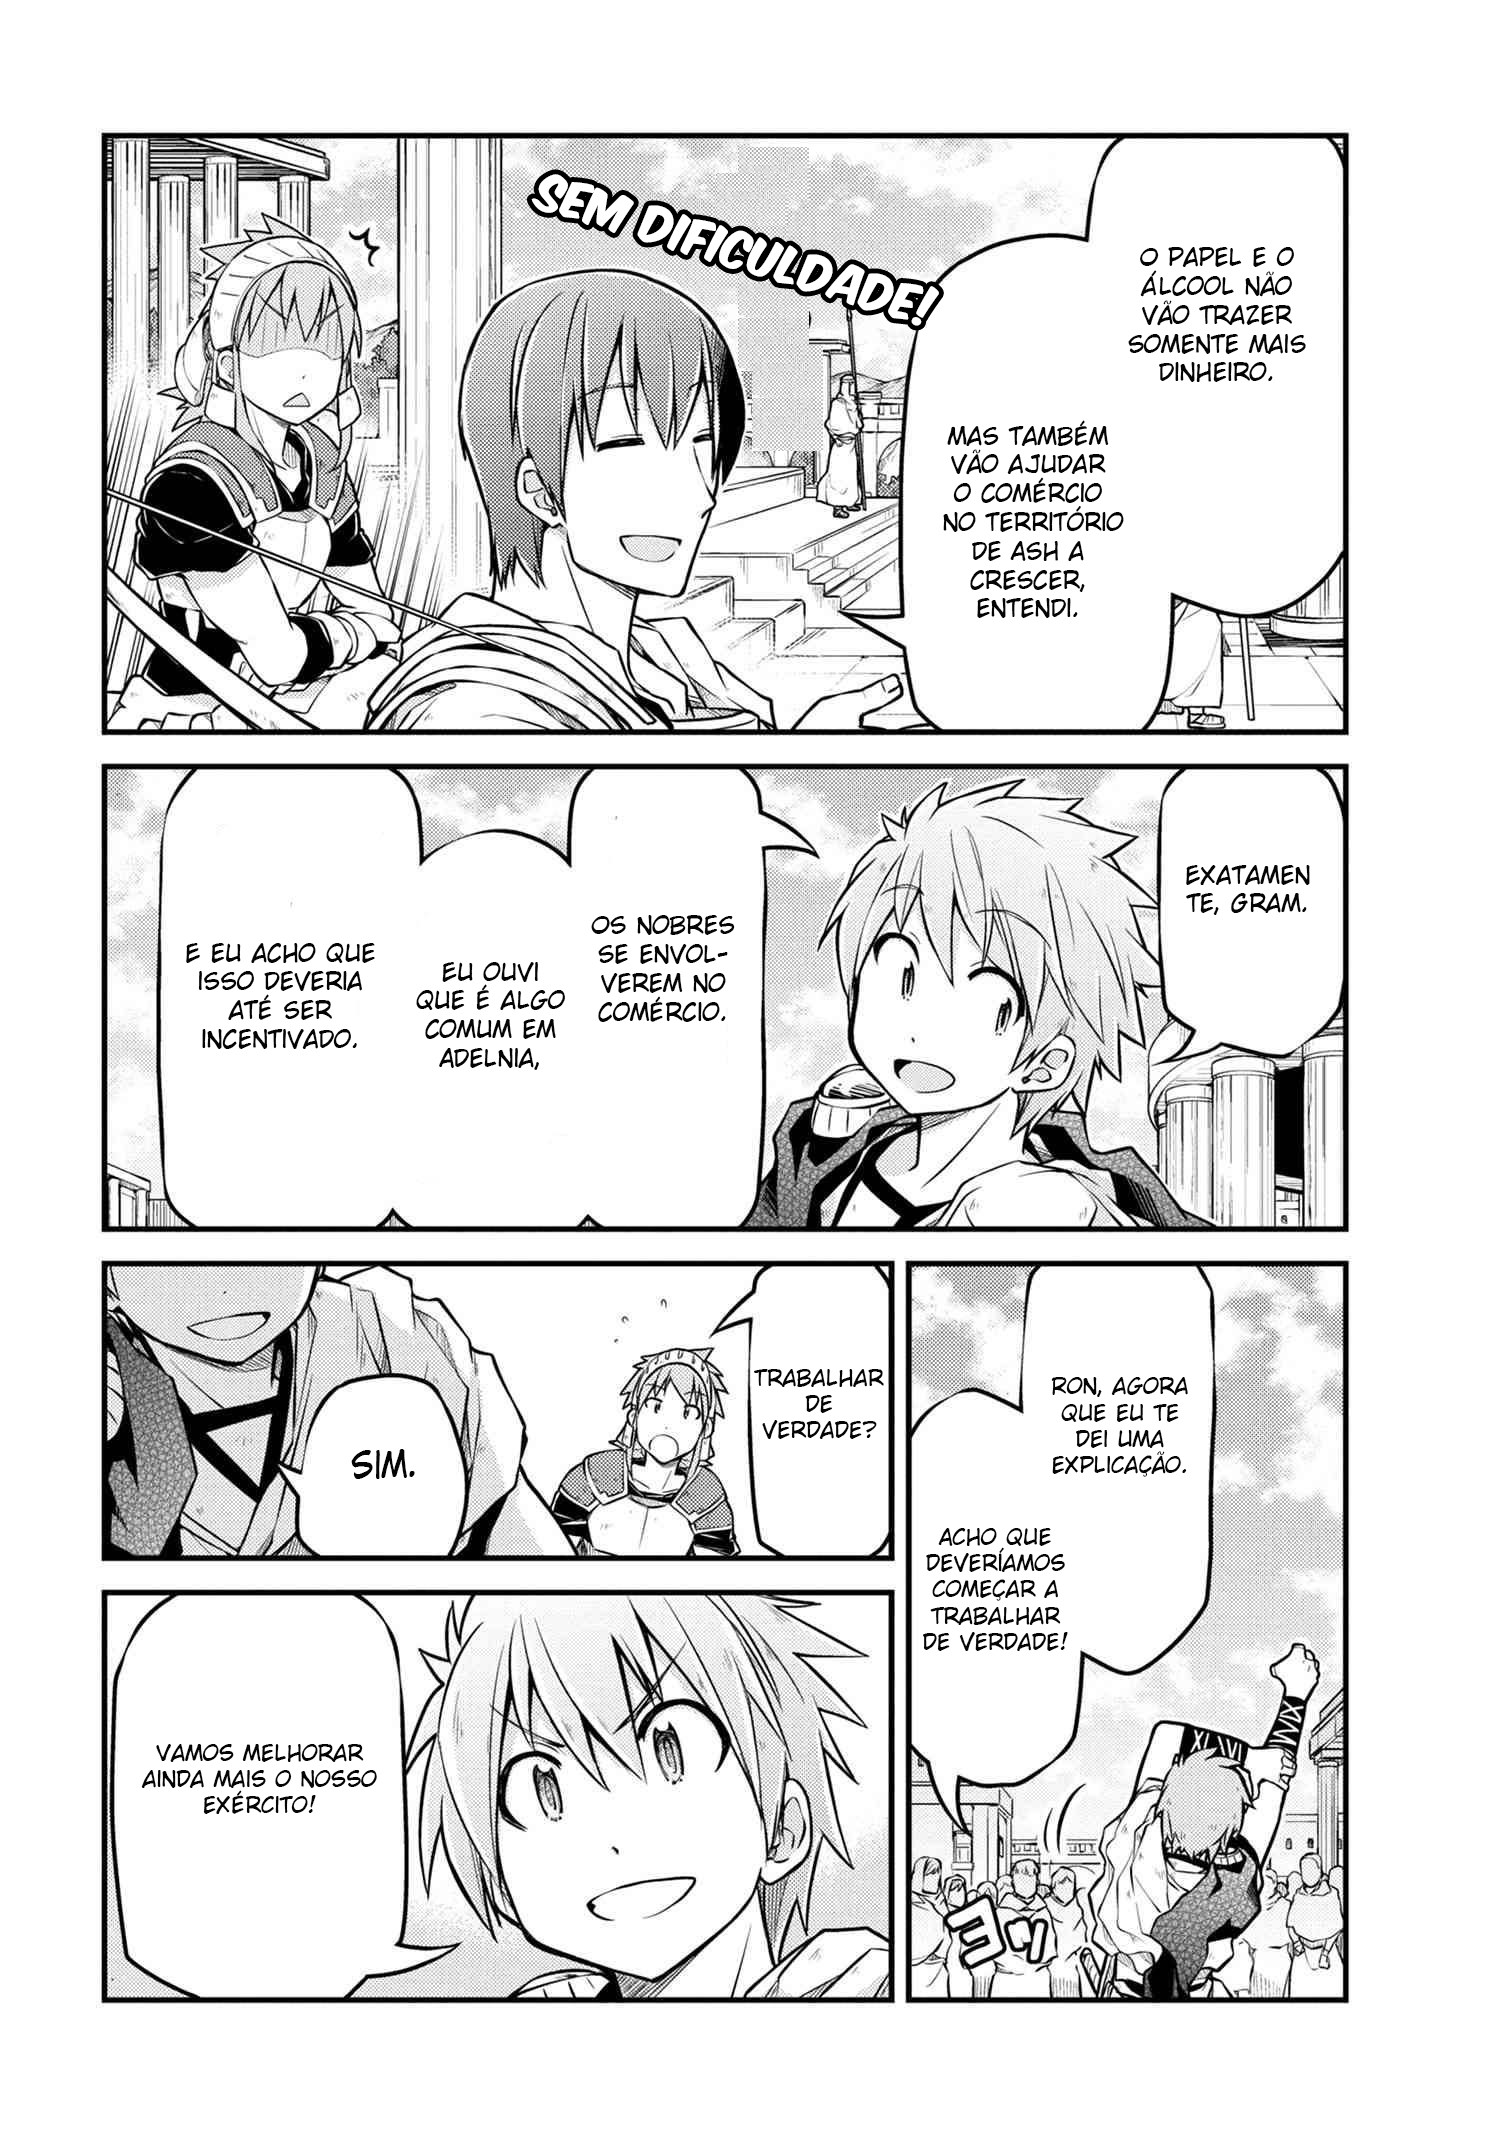 O PAPEL E O
ÁLCOOL NÃO
VÃO TRAZER
SOMENTE MAIS
DINHEIRO.
MAS TAMBÉM
VÃO AJUDAR
O COMÉRCIO
NO TERRITÓRIO
DE ASH A
CRESCER,
ENTENDI.
SEM DIFICULDADE!
EXATAMEN
TE, GRAM.
OS NOBRES
SE ENVOL-
VEREM NO
COMÉRCIO.
EU OUVI
QUE É ALGO
COMUM EM
ADELNIA,
E EU ACHO QUE
ISSO DEVERIA
ATÉ SER
INCENTIVADO.
RON, AGORA
QUE EU TE
DEI UMA
EXPLICAÇÃO.
ACHO QUE
DEVERÍAMOS
COMEÇAR A
TRABALHAR
DE VERDADE!
ヨッ
TRABALHAR
DE
VERDADE?
SIM.
VAMOS MELHORAR
AINDA MAIS O NOSSO
EXÉRCITO!